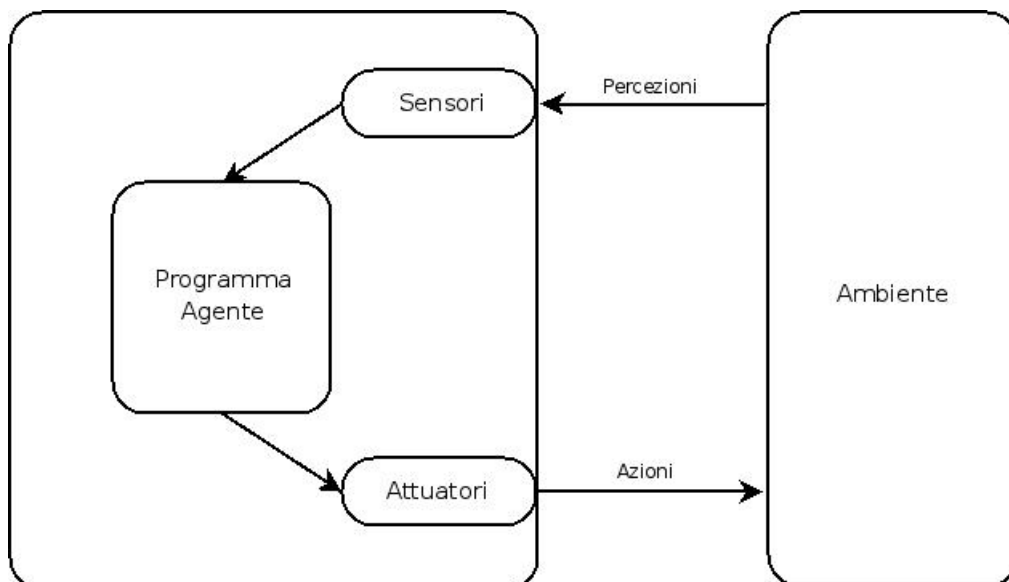 Sensori
Percezioni
Programma
Agente
Ambiente
Attuatori
Azioni